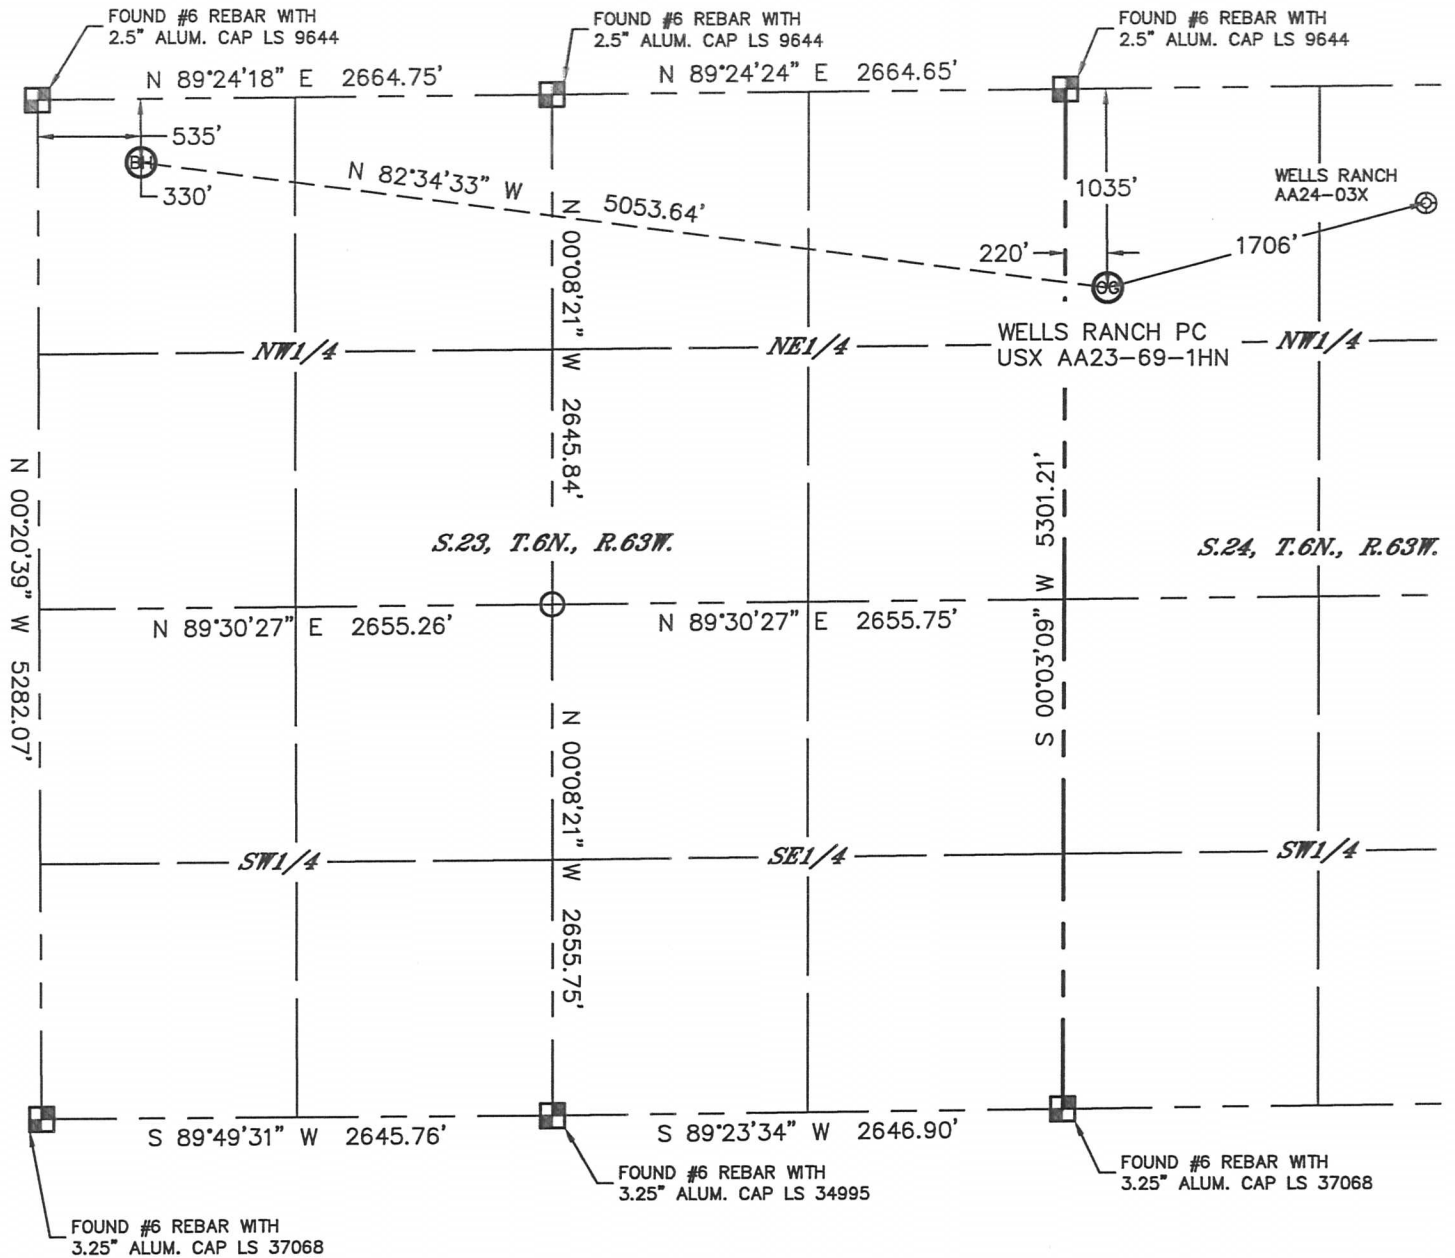 FOUND #6 REBAR WITH
2.5" ALUM. CAP LS 9644
FOUND #6 REBAR WITH
2.5" ALUM. CAP LS 9644
FOUND #6 REBAR WITH
2.5" ALUM. CAP LS 9644
N 89°24'18" E 2664.75'
N 89°24'24" E 2664.65'
535'
BH
330'
N 82°34'33" W 5053.64'
1035'
220'
WELLS RANCH
AA24-03X
1706'
WELLS RANCH PC
USX AA23-69-1HN
N 00°08'21" W 2645.84'
NW1/4
NE1/4
NW1/4
N 00°20'39" W 5282.07'
S.23, T.6N., R.63W.
S 00°03'09" W 5301.21'
S.24, T.6N., R.63W.
N 89°30'27" E 2655.26'
N 89°30'27" E 2655.75'
N 00°08'21" W 2655.75'
SW1/4
SE1/4
SW1/4
S 89°49'31" W 2645.76'
S 89°23'34" W 2646.90'
FOUND #6 REBAR WITH
3.25" ALUM. CAP LS 37068
FOUND #6 REBAR WITH
3.25" ALUM. CAP LS 34995
FOUND #6 REBAR WITH
3.25" ALUM. CAP LS 37068